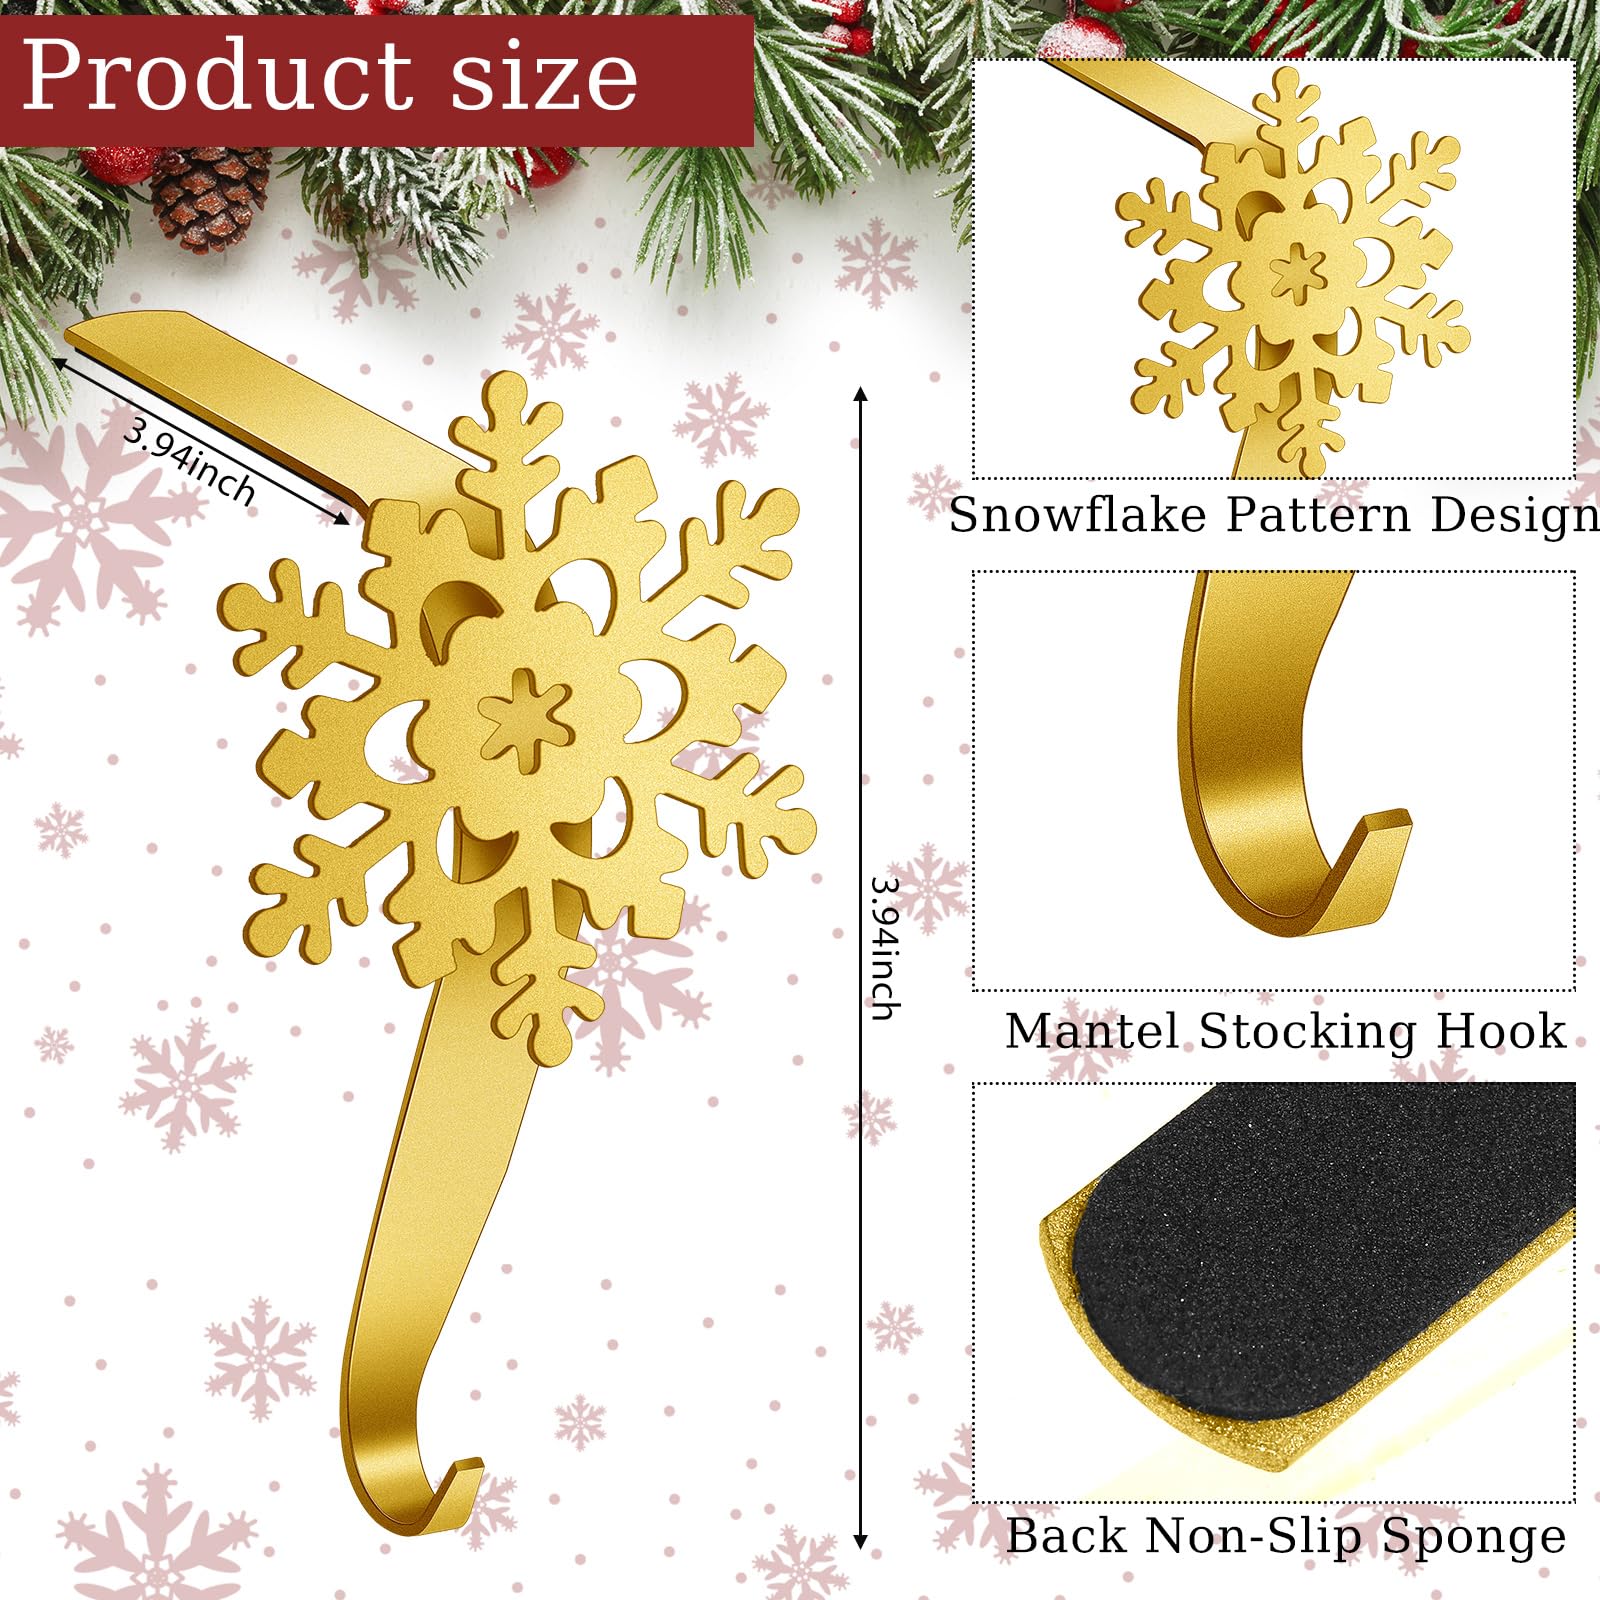 Product size
3.94inch
3.94inch
Snowflake Pattern Design
Mantel Stocking Hook
Back Non-Slip Sponge